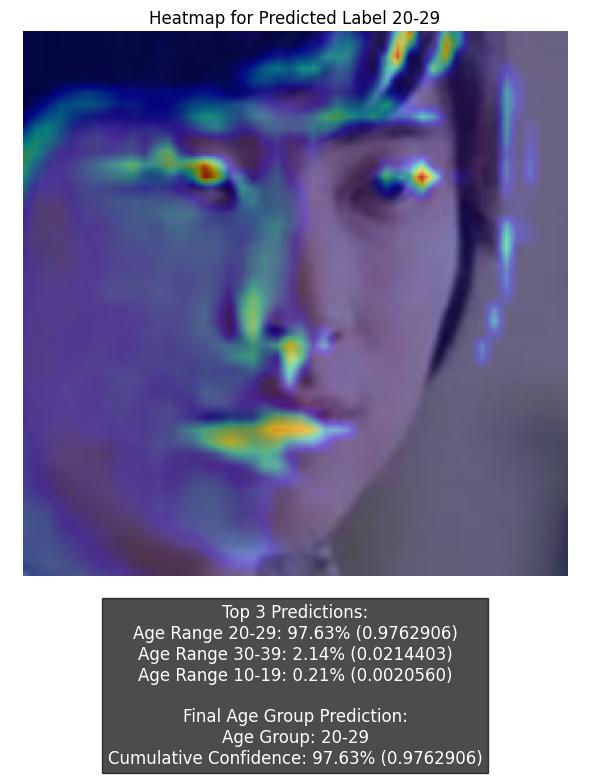 Heatmap for Predicted Label 20-29
Top 3 Predictions:
Age Range 20-29: 97.63% (0.9762906)
Age Range 30-39: 2.14% (0.0214403)
Age Range 10-19: 0.21% (0.0020560)
Final Age Group Prediction:
Age Group: 20-29
Cumulative Confidence: 97.63% (0.9762906)